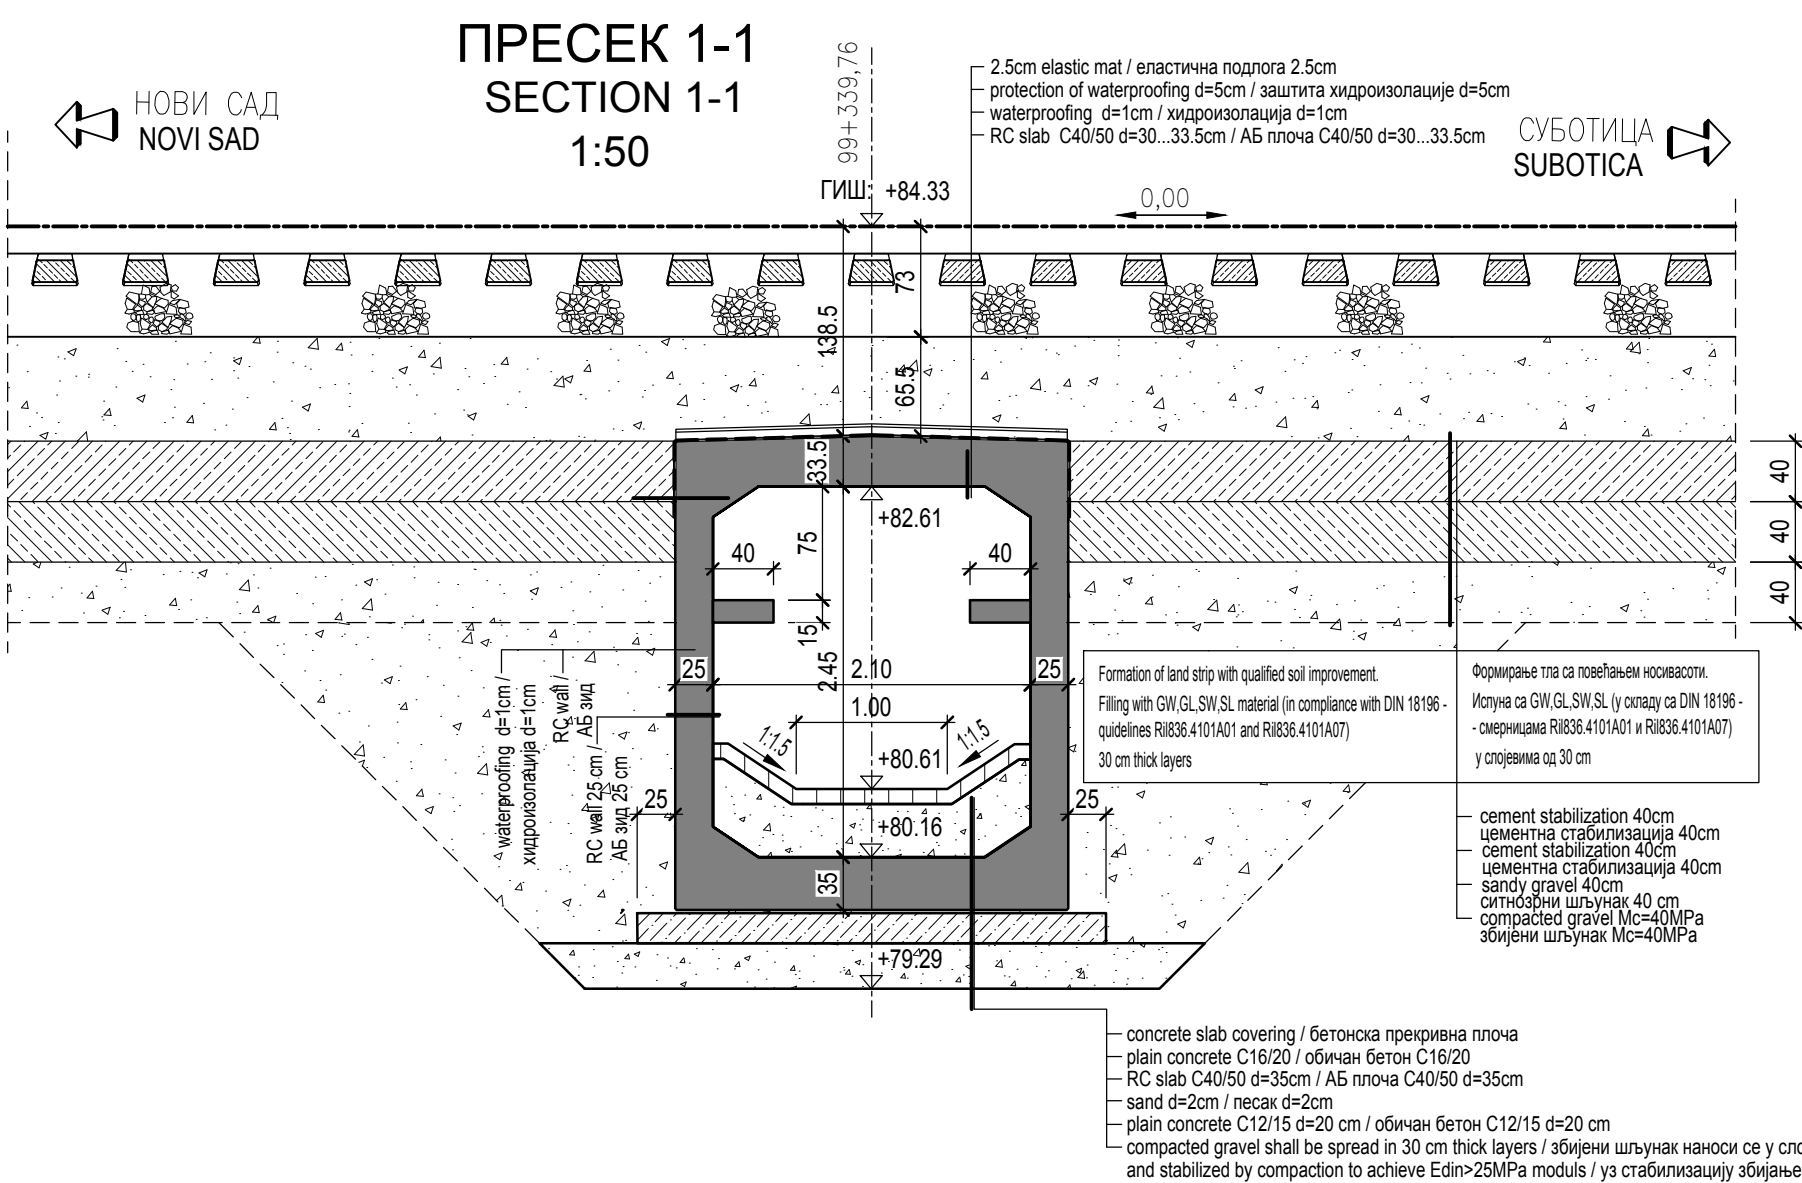 ПРЕСЕК 1-1
SECTION 1-1
1:50
НОВИ САД
NOVI SAD
99+339,76
2.5cm elastic mat / еластична подлога 2.5cm
protection of waterproofing d=5cm / заштита хидроизолације d=5cm
waterproofing d=1cm / хидроизолација d=1cm
RC slab C40/50 d=30...33.5cm / АБ плоча C40/50 d=30...33.5cm
СУБОТИЦА
SUBOTICA
ГИШ: +84.33
0,00
73
138.5
65.5
33.5
+82.61
40
75
40
15
2.45
25
2.10
25
1.00
1:1.5
1:1.5
+80.61
25
25
+80.16
35
+79.29
40
40
40
waterproofing d=1cm /
хидроизолација d=1cm
RC wall /
АБ зид
RC wall 25 cm /
АБ зид 25 cm
Formation of land strip with qualified soil improvement.
Filling with GW,GL,SW,SL material (in compliance with DIN 18196 -
quidelines Ril836.4101A01 and Ril836.4101A07)
30 cm thick layers
Формирање тла са повећањем носивасоти.
Испуна са GW,GL,SW,SL (у складу са DIN 18196 -
- смерницама Ril836.4101A01 и Ril836.4101A07)
у слојевима од 30 cm
cement stabilization 40cm
цементна стабилизација 40cm
cement stabilization 40cm
цементна стабилизација 40cm
sandy gravel 40cm
ситнозрни шљунак 40 cm
compacted gravel Mc=40MPa
збијени шљунак Mc=40MPa
concrete slab covering / бетонска прекривна плоча
plain concrete C16/20 / обичан бетон C16/20
RC slab C40/50 d=35cm / АБ плоча C40/50 d=35cm
sand d=2cm / песак d=2cm
plain concrete C12/15 d=20 cm / обичан бетон C12/15 d=20 cm
compacted gravel shall be spread in 30 cm thick layers / збијени шљунак наноси се у сло
and stabilized by compaction to achieve Edin>25MPa moduls / уз стабилизацију збијање